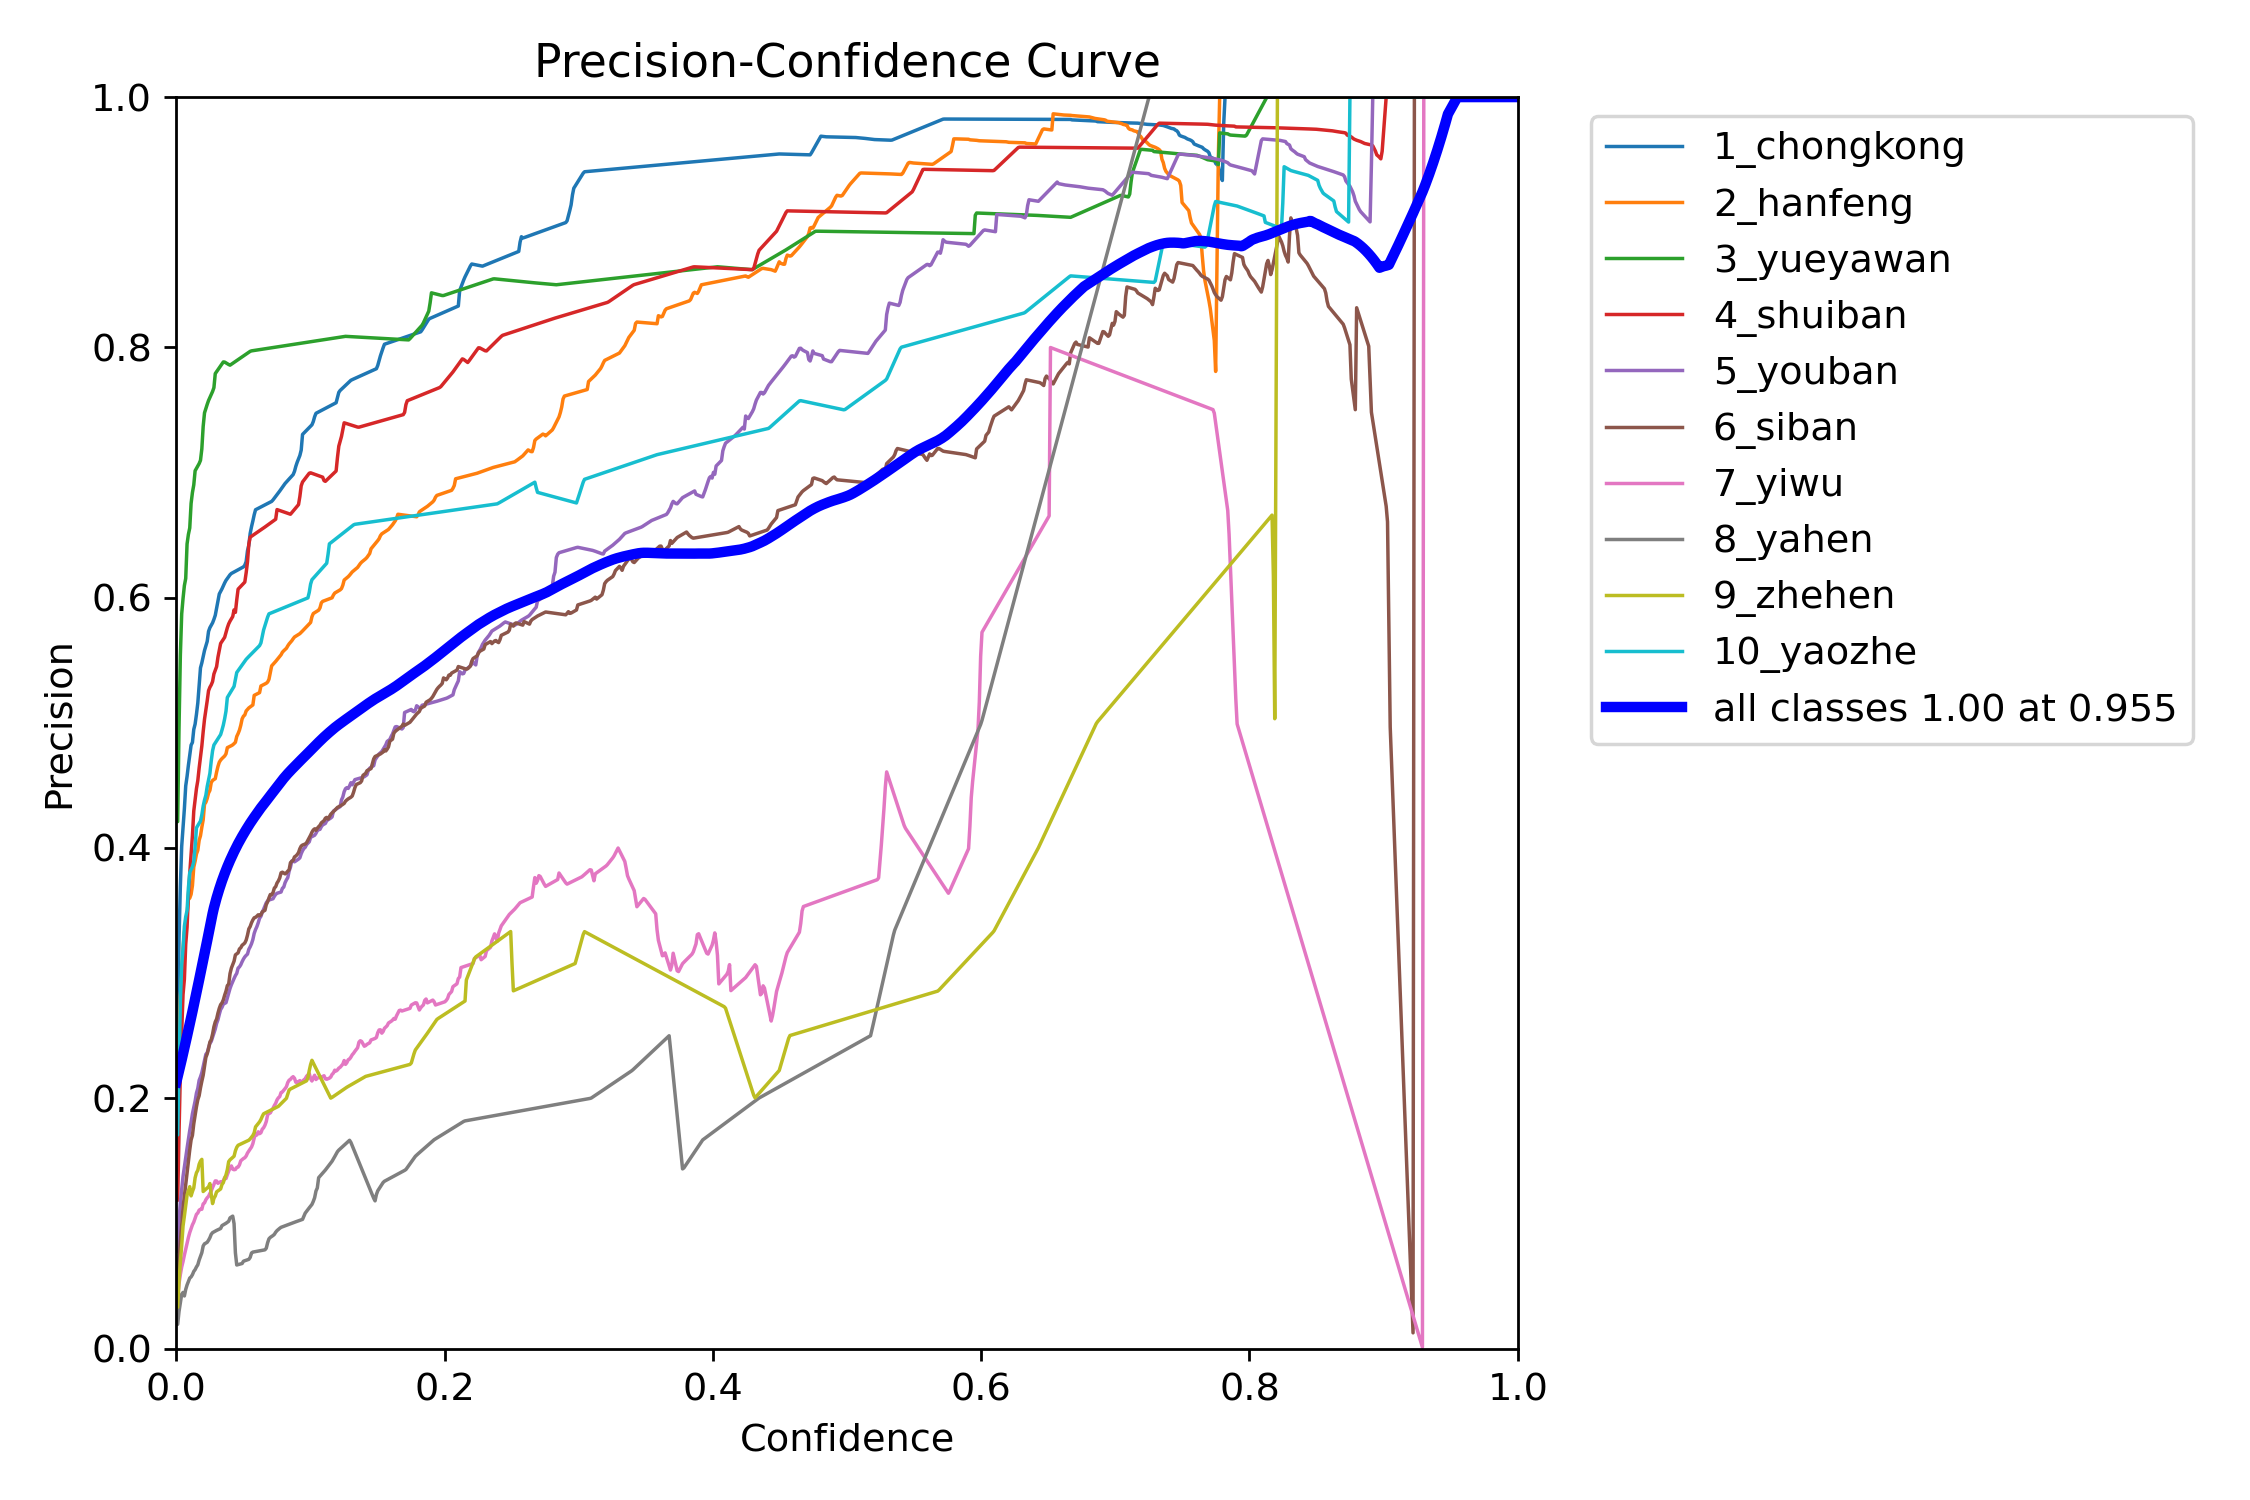 Precision-Confidence Curve
1.0
0.8
0.6
0.4
0.2
0.0
Precision
0.0 0.2 0.4 0.6 0.8 1.0
Confidence
1_chongkong
2_hanfeng
3_yueyawan
4_shuiban
5_youban
6_siban
7_yiwu
8_yahen
9_zhehen
10_yaozhe
all classes 1.00 at 0.955